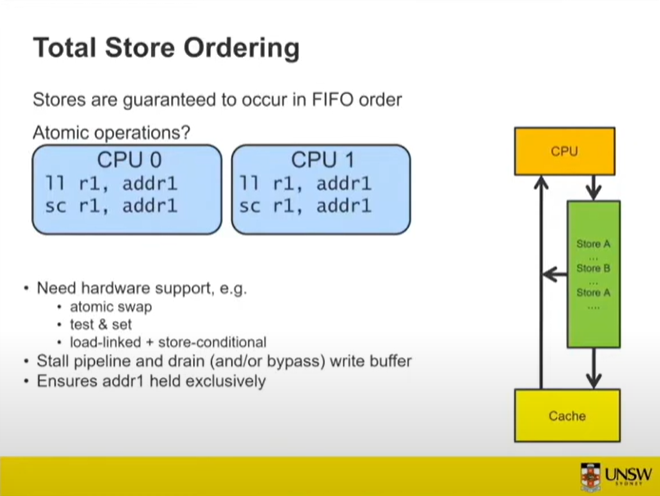 Total Store Ordering
Stores are guaranteed to occur in FIFO order
Atomic operations?
CPU 0
ll r1, addr1
sc r1, addr1
CPU 1
ll r1, addr1
sc r1, addr1
• Need hardware support, e.g.
• atomic swap
• test & set
• load-linked + store-conditional
• Stall pipeline and drain (and/or bypass) write buffer
• Ensures addr1 held exclusively
CPU
Store A
...
Store B
...
Store A
....
Cache
UNSW
SYDNEY